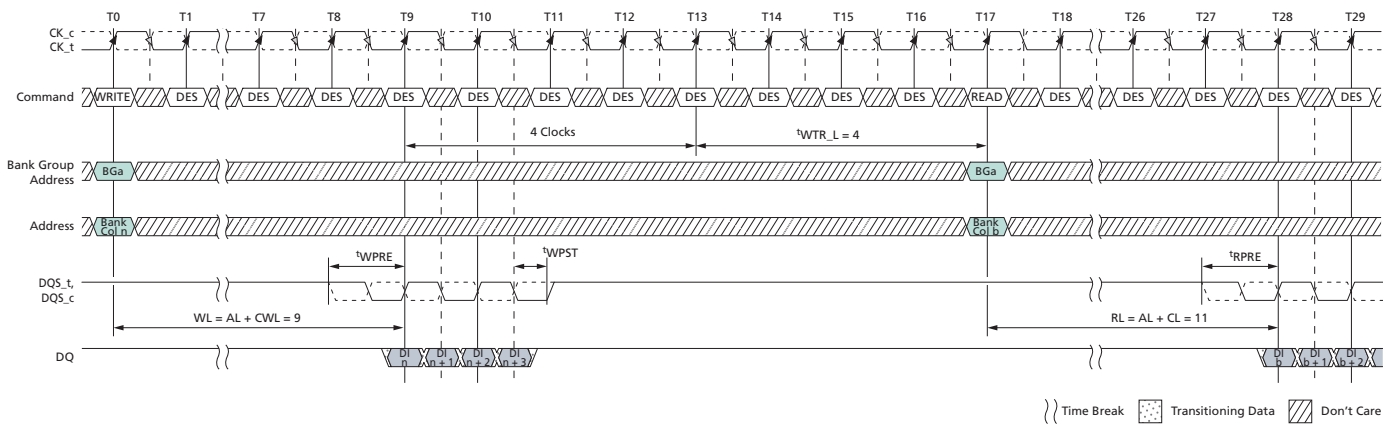 T0 T1 T7 T8 T9 T10 T11 T12 T13 T14 T15 T16 T17 T18 T26 T27 T28 T29
CK_c
CK_t
Command WRITE DES DES DES DES DES DES DES DES DES DES DES READ DES DES DES DES DES
4 Clocks tWTR_L = 4
Bank Group
Address BGa BGa
Address Bank
Col n Bank
Col b
tWPRE tWPST tRPRE
DQS_t,
DQS_c
WL = AL + CWL = 9 RL = AL + CL = 11
DQ DI
n DI
n + 1 DI
n + 2 DI
n + 3 DI
b DI
b + 1 DI
b + 2
Time Break Transitioning Data Don't Care